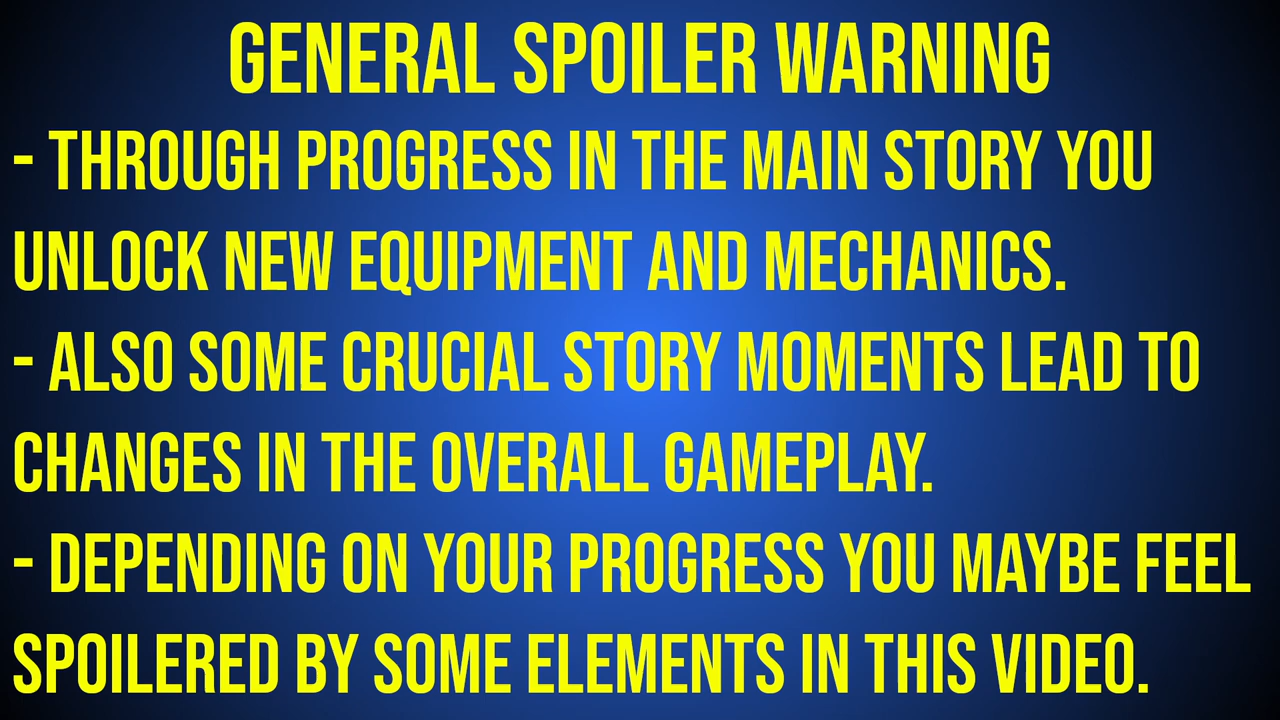 GENERAL SPOILER WARNING
- THROUGH PROGRESS IN THE MAIN STORY YOU
UNLOCK NEW EQUIPMENT AND MECHANICS.
- ALSO SOME CRUCIAL STORY MOMENTS LEAD TO
CHANGES IN THE OVERALL GAMEPLAY.
- DEPENDING ON YOUR PROGRESS YOU MAYBE FEEL
SPOILERED BY SOME ELEMENTS IN THIS VIDEO.